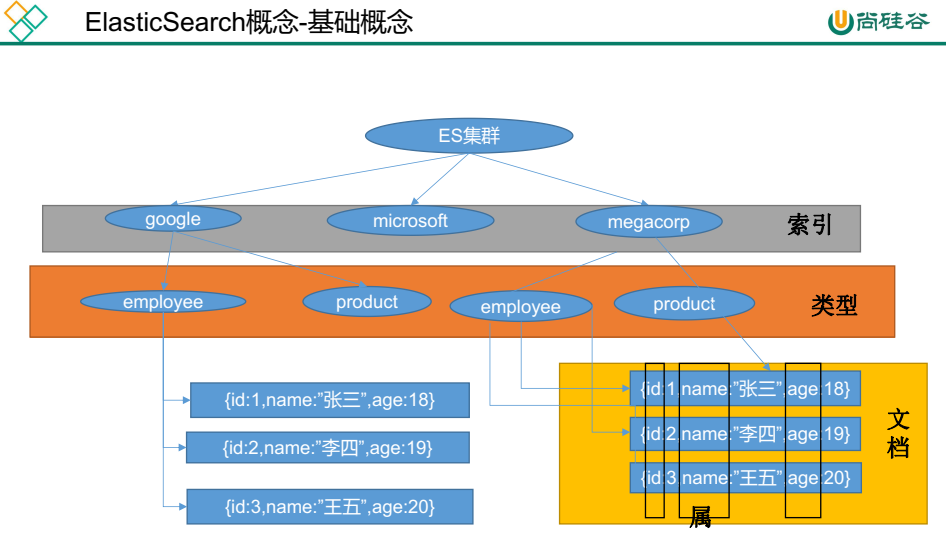 ElasticSearch概念-基础概念
尚硅谷
ES集群
google
microsoft
megacorp
索引
employee
product
employee
product
类型
{id:1,name:”张三”,age:18}
{id:2,name:”李四”,age:19}
{id:3,name:”王五”,age:20}
{id:1,name:”张三”,age:18}
{id:2,name:”李四”,age:19}
{id:3,name:”王五”,age:20}
文
档
属